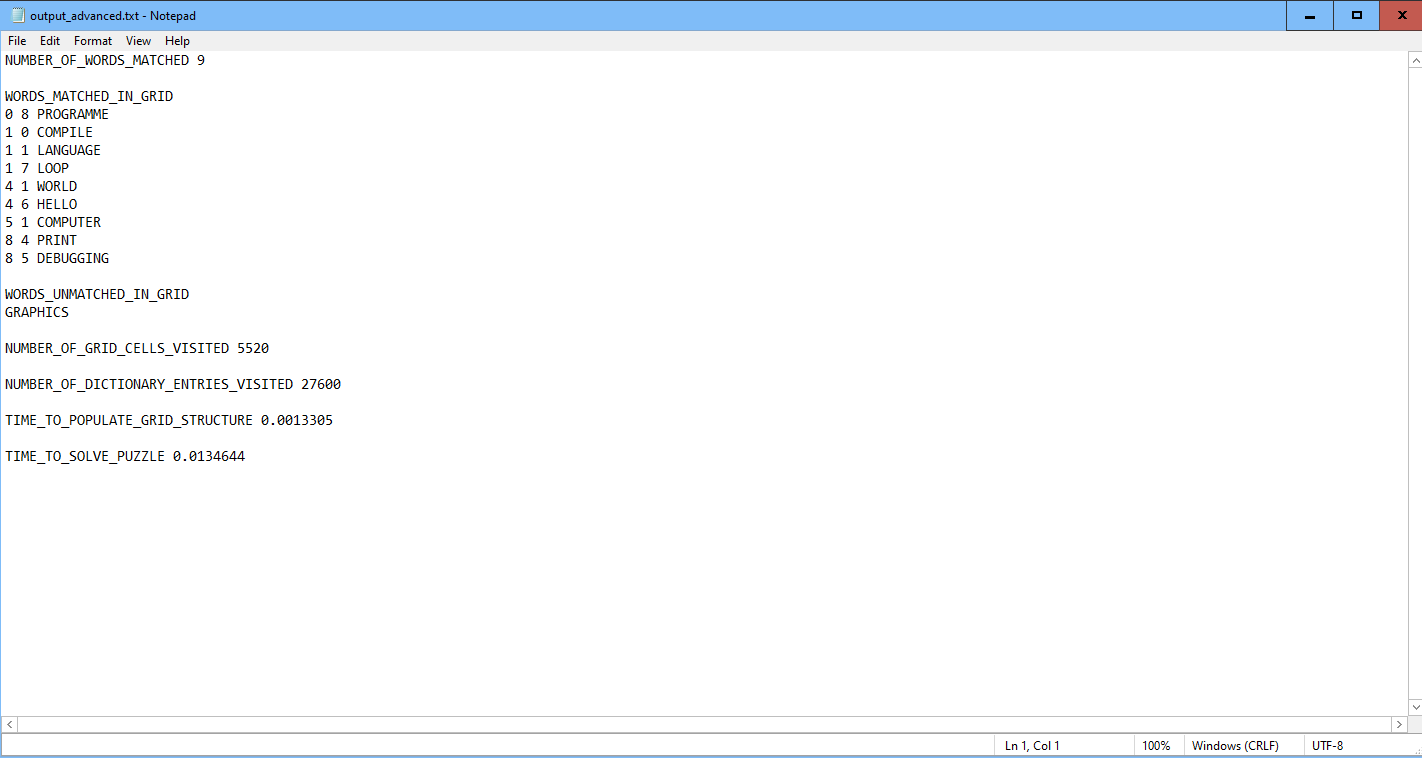 output_advanced.txt - Notepad
File Edit Format View Help
NUMBER_OF_WORDS_MATCHED 9
WORDS_MATCHED_IN_GRID
0 8 PROGRAMME
1 0 COMPILE
1 1 LANGUAGE
1 7 LOOP
4 1 WORLD
4 6 HELLO
5 1 COMPUTER
8 4 PRINT
8 5 DEBUGGING
WORDS_UNMATCHED_IN_GRID
GRAPHICS
NUMBER_OF_GRID_CELLS_VISITED 5520
NUMBER_OF_DICTIONARY_ENTRIES_VISITED 27600
TIME_TO_POPULATE_GRID_STRUCTURE 0.0013305
TIME_TO_SOLVE_PUZZLE 0.0134644
Ln 1, Col 1 100% Windows (CRLF) UTF-8